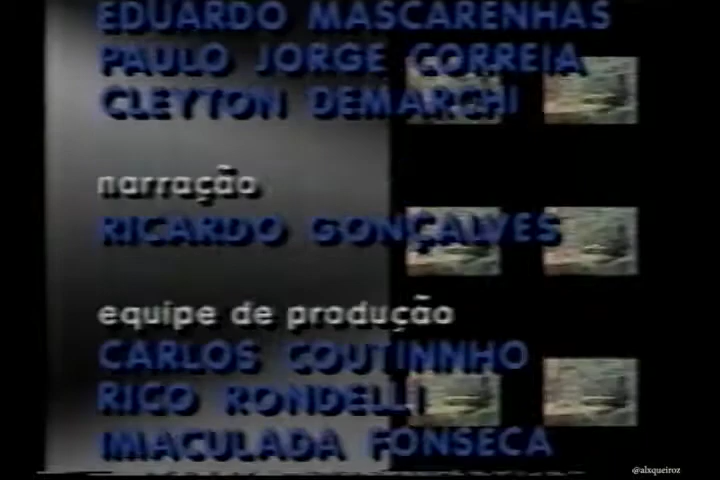 EDUARDO MASCARENHAS
PAULO JORGE CORREIA
CLEYTON DEMARCHI
narração
RICARDO GONÇALVES
equipe de produção
CARLOS COUTINNHO
RICO RONDELLI
IMACULADA FONSECA
@alxqueiroz